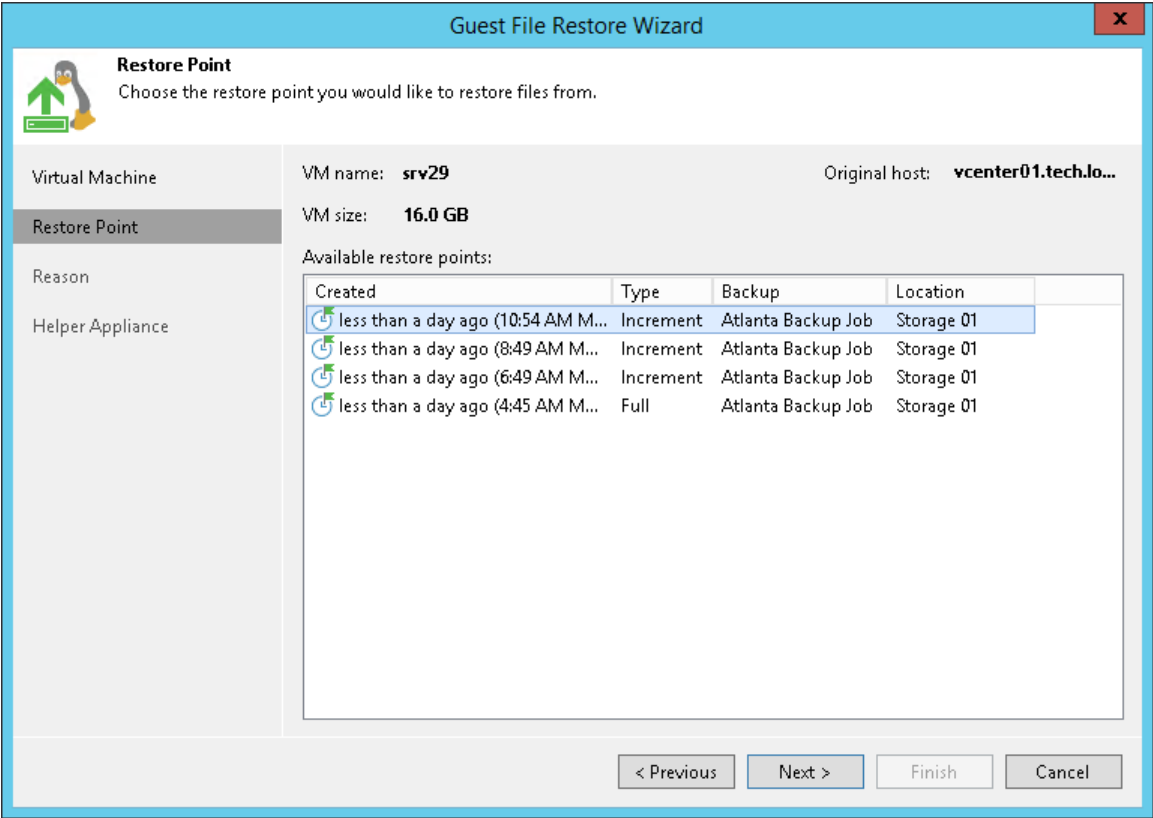 Guest File Restore Wizard
x
Restore Point
Choose the restore point you would like to restore files from.
Virtual Machine
Restore Point
Reason
Helper Appliance
VM name: srv29 Original host: vcenter01.tech.lo...
VM size: 16.0 GB
Available restore points:
Created Type Backup Location
less than a day ago (10:54 AM M... Increment Atlanta Backup Job Storage 01
less than a day ago (8:49 AM M... Increment Atlanta Backup Job Storage 01
less than a day ago (6:49 AM M... Increment Atlanta Backup Job Storage 01
less than a day ago (4:45 AM M... Full Atlanta Backup Job Storage 01
< Previous Next > Finish Cancel